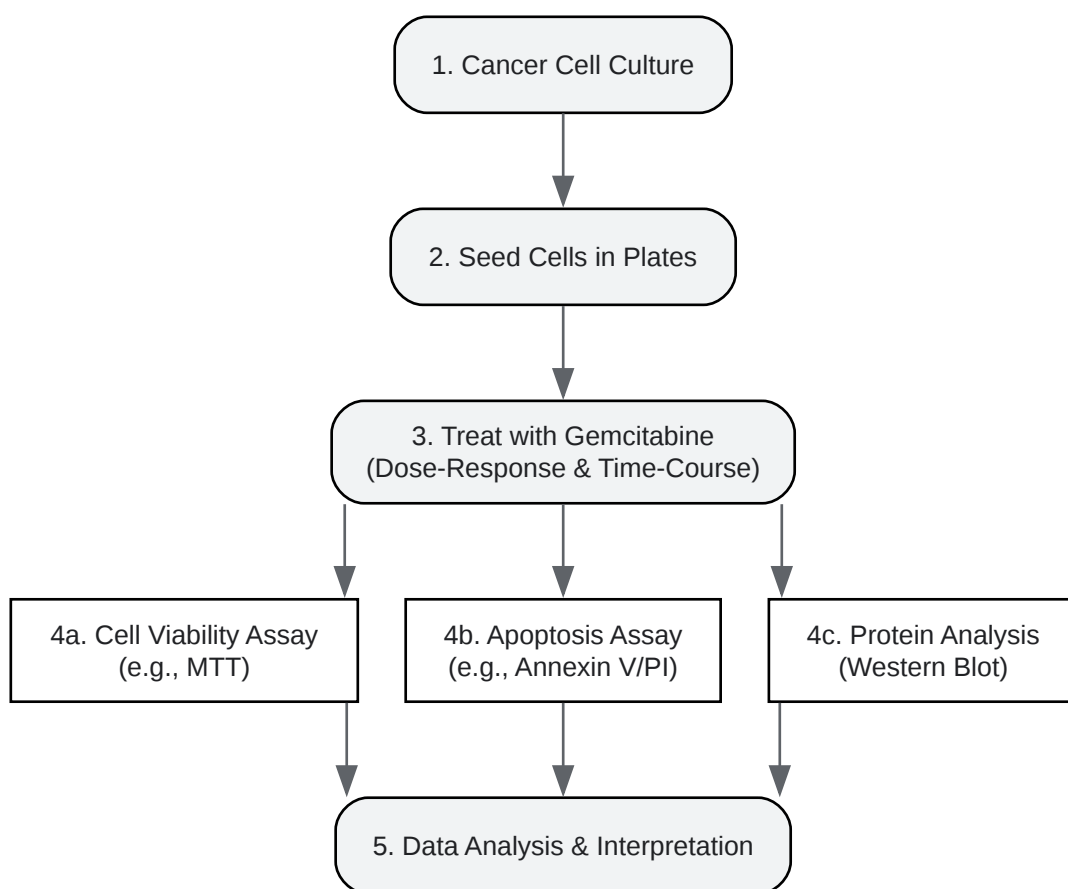 1. Cancer Cell Culture
2. Seed Cells in Plates
3. Treat with Gemcitabine
(Dose-Response & Time-Course)
4a. Cell Viability Assay
(e.g., MTT)
4b. Apoptosis Assay
(e.g., Annexin V/PI)
4c. Protein Analysis
(Western Blot)
5. Data Analysis & Interpretation